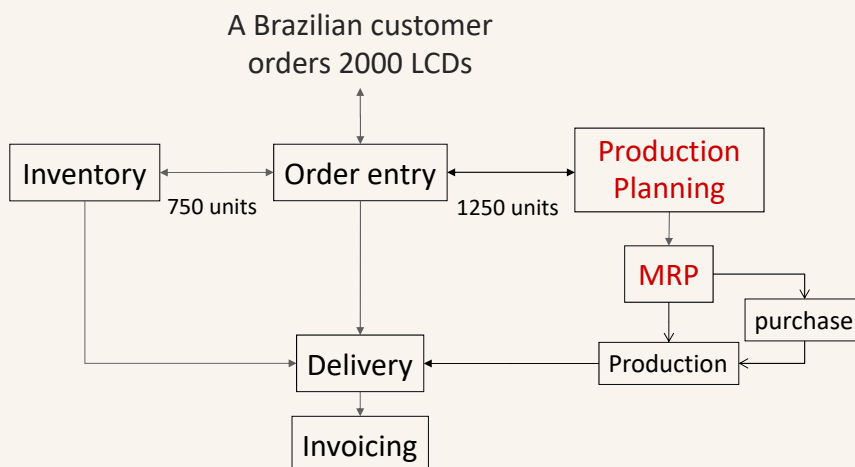 A Brazilian customer
orders 2000 LCDs
Inventory
Order entry
Production
Planning
750 units
1250 units
MRP
purchase
Delivery
Production
Invoicing